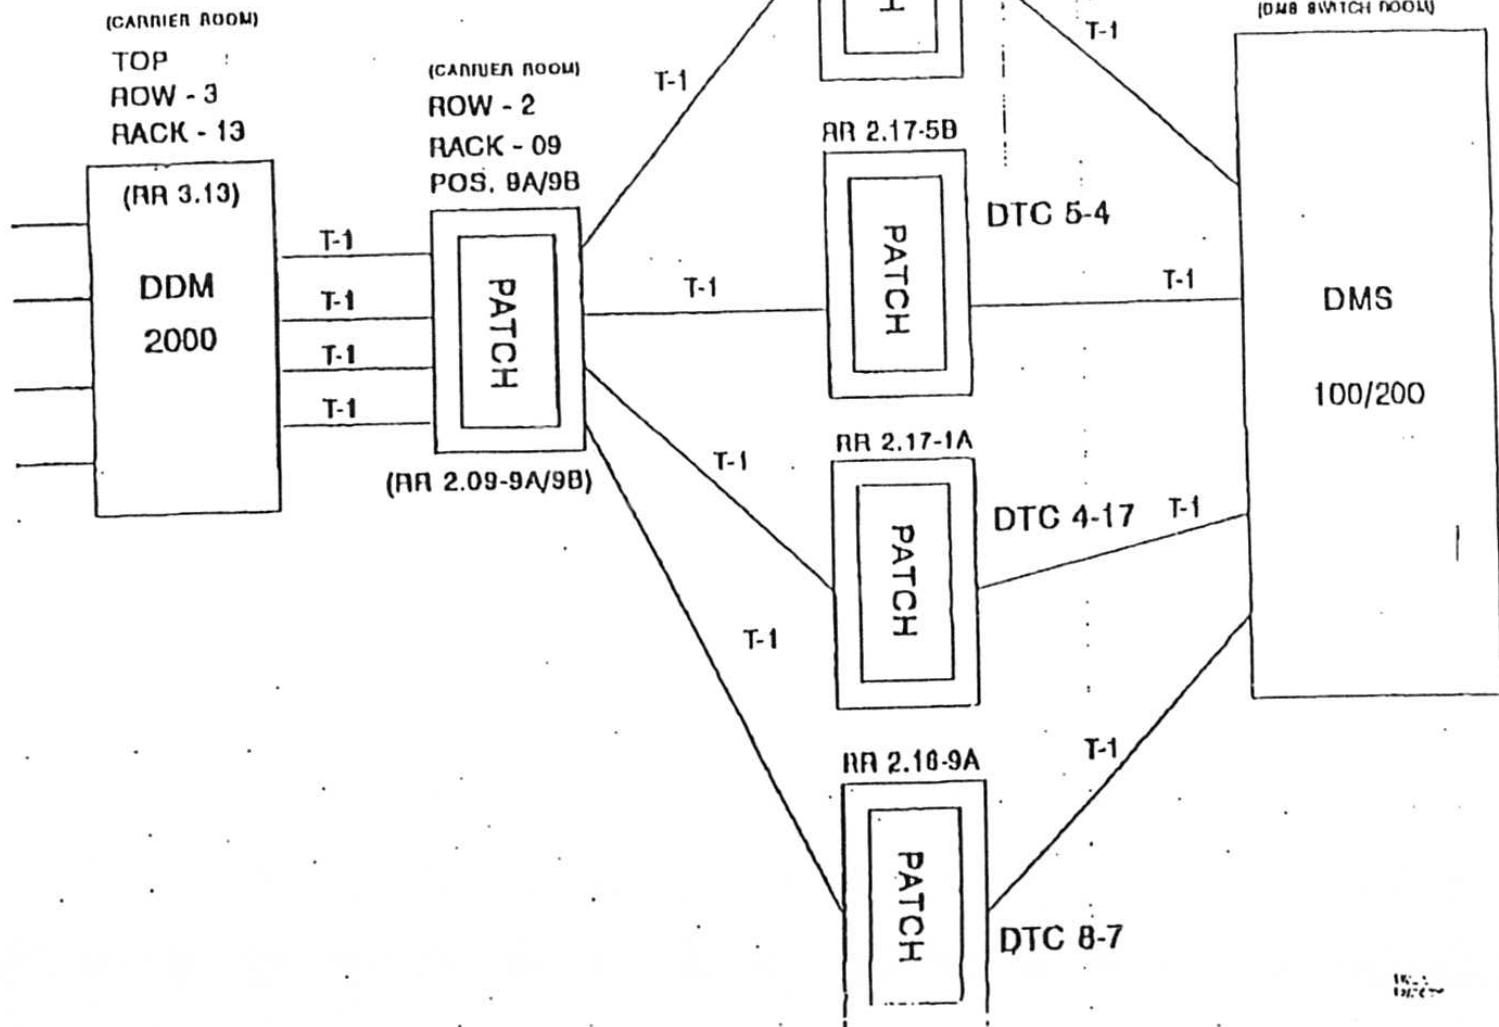 (CARRIER ROOM)
TOP
ROW - 3
RACK - 13
(RR 3.13)
DDM
2000
T-1
T-1
T-1
T-1
(CARRIER ROOM)
ROW - 2
RACK - 09
POS. 9A/9B
PATCH
(RR 2.09-9A/9B)
T-1
T-1
T-1
T-1
H
RR 2.17-5B
PATCH
DTC 5-4
RR 2.17-1A
PATCH
DTC 4-17
RR 2.16-9A
PATCH
DTC 8-7
T-1
T-1
T-1
T-1
(DMS SWITCH ROOM)
DMS
100/200